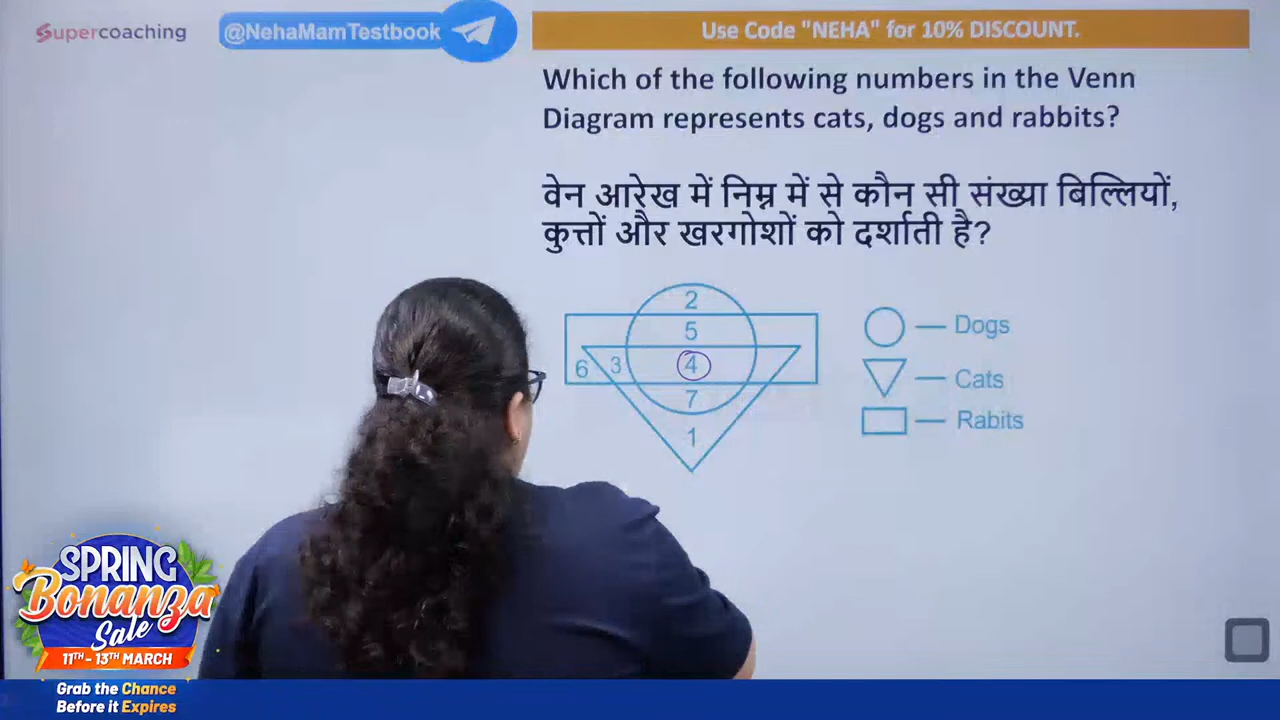 Supercoaching
@NehaMamTestbook
Use Code "NEHA" for 10% DISCOUNT.
Which of the following numbers in the Venn
Diagram represents cats, dogs and rabbits?
वेन आरेख में निम्न में से कौन सी संख्या बिल्लियों,
कुत्तों और खरगोशों को दर्शाती है?
2
5
6 3 4
7
1
Dogs
Cats
Rabits
SPRING
Bonanza
Sale
11TH - 13TH MARCH
Grab the Chance
Before it Expires